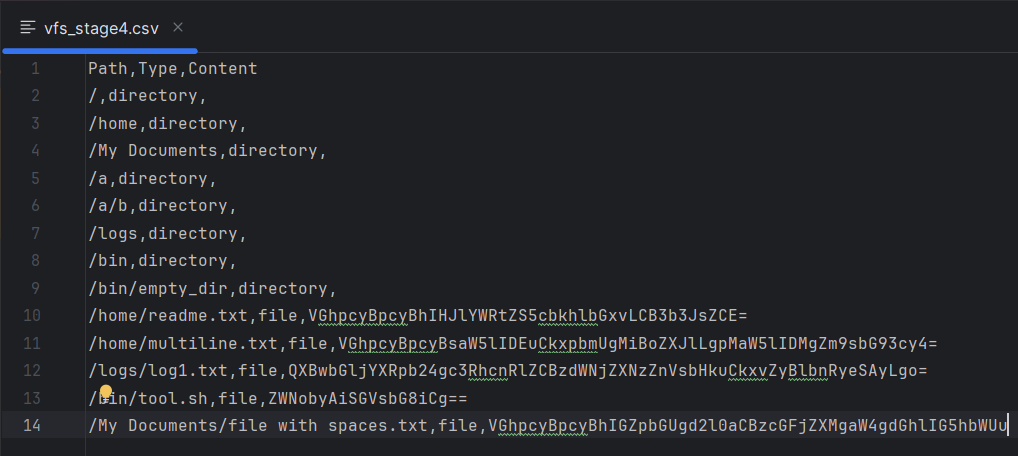 vfs_stage4.csv
1 Path,Type,Content
2 /,directory,
3 /home,directory,
4 /My Documents,directory,
5 /a,directory,
6 /a/b,directory,
7 /logs,directory,
8 /bin,directory,
9 /bin/empty_dir,directory,
10 /home/readme.txt,file,VGhpcyBpcyBhIHJlYWRtZS5cbkhlbGxvLCB3b3JsZCE=
11 /home/multiline.txt,file,VGhpcyBpcyBsaW5lIDEuCkxpbmUgMiBoZXJlLgpMaW5lIDMgZm9sbG93cy4=
12 /logs/log1.txt,file,QXBwbGljYXRpb24gc3RhcnRlZCBzdWNjZXNzZnVsbHkuCkxvZyBlbnRyeSAyLgo=
13 /bin/tool.sh,file,ZWNobyAiSGVsbG8iCg==
14 /My Documents/file with spaces.txt,file,VGhpcyBpcyBhIGZpbGUgd2l0aCBzcGFjZXMgaW4gdGhlIG5hbWUu